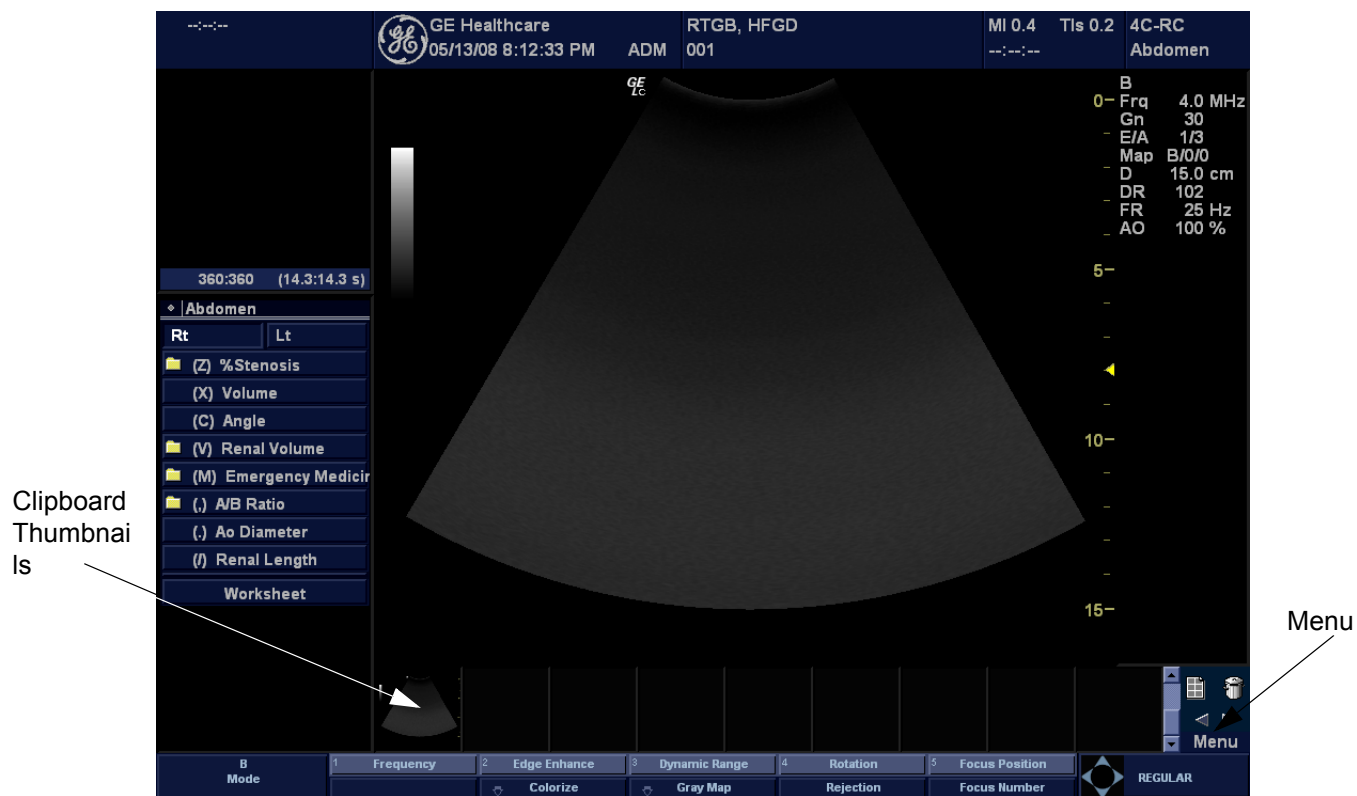 --:--:--
GE Healthcare
05/13/08 8:12:33 PM ADM
RTGB, HFGD
001
MI 0.4 TIs 0.2
--:--:--
4C-RC
Abdomen
GE
LC
B
Frq 4.0 MHz
Gn 30
E/A 1/3
Map B/0/0
D 15.0 cm
DR 102
FR 25 Hz
AO 100 %
0
5
10
15
360:360 (14.3:14.3 s)
Abdomen
Rt Lt
(Z) %Stenosis
(X) Volume
(C) Angle
(V) Renal Volume
(M) Emergency Medicin
(,) A/B Ratio
(.) Ao Diameter
(/) Renal Length
Worksheet
Clipboard
Thumbnai
ls
Menu
Menu
B
Mode
1 Frequency
2 Edge Enhance
3 Dynamic Range
4 Rotation
5 Focus Position
Colorize
Gray Map
Rejection
Focus Number
REGULAR